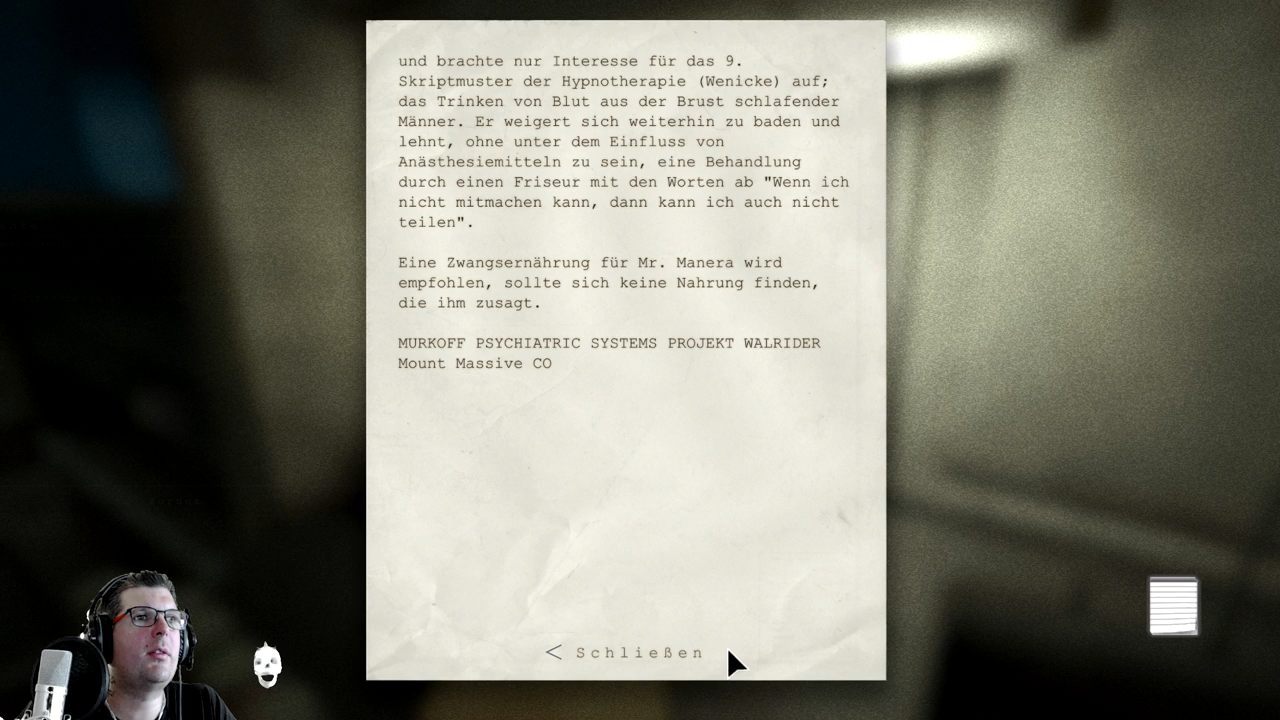 und brachte nur Interesse für das 9.
Skriptmuster der Hypnotherapie (Wenicke) auf;
das Trinken von Blut aus der Brust schlafender
Männer. Er weigert sich weiterhin zu baden und
lehnt, ohne unter dem Einfluss von
Anästhesiemitteln zu sein, eine Behandlung
durch einen Friseur mit den Worten ab "Wenn ich
nicht mitmachen kann, dann kann ich auch nicht
teilen".
Eine Zwangsernährung für Mr. Manera wird
empfohlen, sollte sich keine Nahrung finden,
die ihm zusagt.
MURKOFF PSYCHIATRIC SYSTEMS PROJEKT WALRIDER
Mount Massive CO
< Schließen